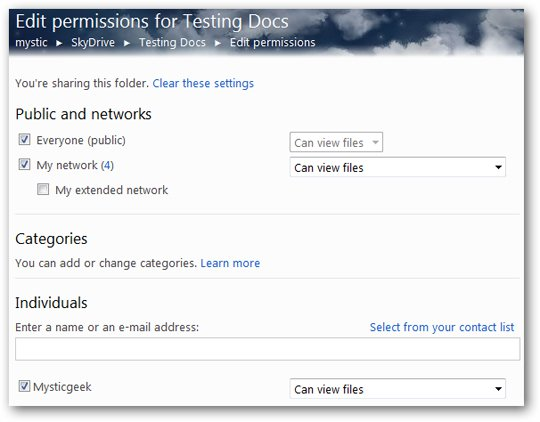 Edit permissions for Testing Docs
mystic ▸ SkyDrive ▸ Testing Docs ▸ Edit permissions
You're sharing this folder. Clear these settings
Public and networks
Everyone (public) Can view files
My network (4) Can view files
My extended network
Categories
You can add or change categories. Learn more
Individuals
Enter a name or an e-mail address: Select from your contact list
Mysticgeek Can view files